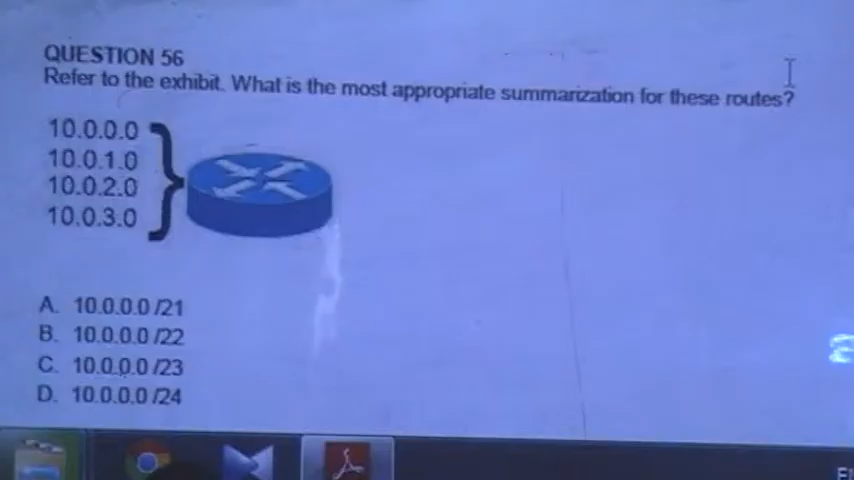 QUESTION 56
Refer to the exhibit. What is the most appropriate summarization for these routes?
10.0.0.0
10.0.1.0
10.0.2.0
10.0.3.0
A. 10.0.0.0 /21
B. 10.0.0.0 /22
C. 10.0.0.0 /23
D. 10.0.0.0 /24